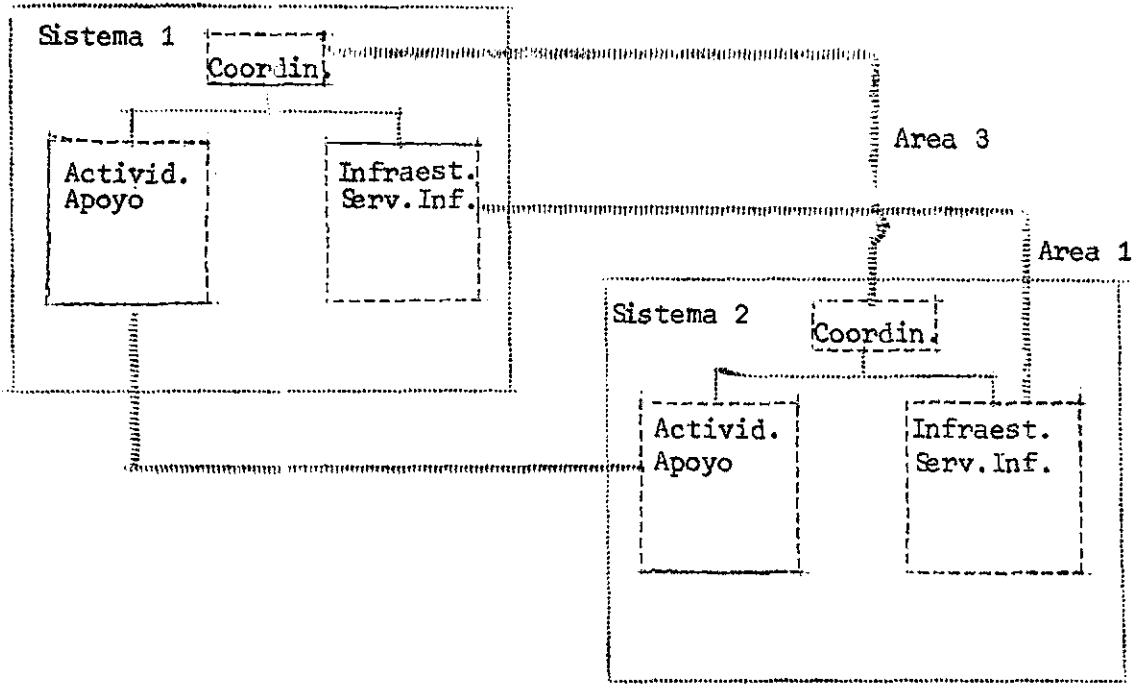 Sistema 1
Coordin.
Activid.
Apoyo
Infraest.
Serv.Inf.
Area 3
Area 1
Sistema 2
Coordin.
Activid.
Apoyo
Infraest.
Serv.Inf.